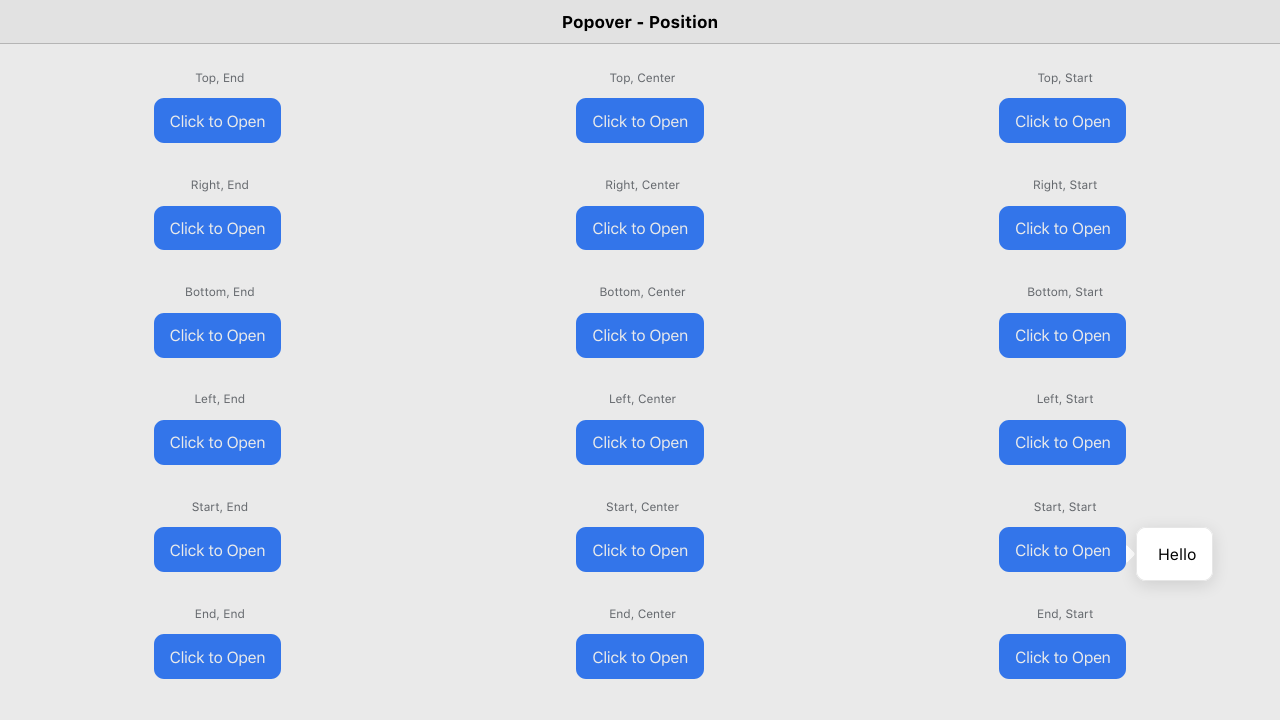 Popover - Position
Top, End
Top, Center
Top, Start
Click to Open
Click to Open
Click to Open
Right, End
Right, Center
Right, Start
Click to Open
Click to Open
Click to Open
Bottom, End
Bottom, Center
Bottom, Start
Click to Open
Click to Open
Click to Open
Left, End
Left, Center
Left, Start
Click to Open
Click to Open
Click to Open
Start, End
Start, Center
Start, Start
Click to Open
Click to Open
Click to Open
Hello
End, End
End, Center
End, Start
Click to Open
Click to Open
Click to Open